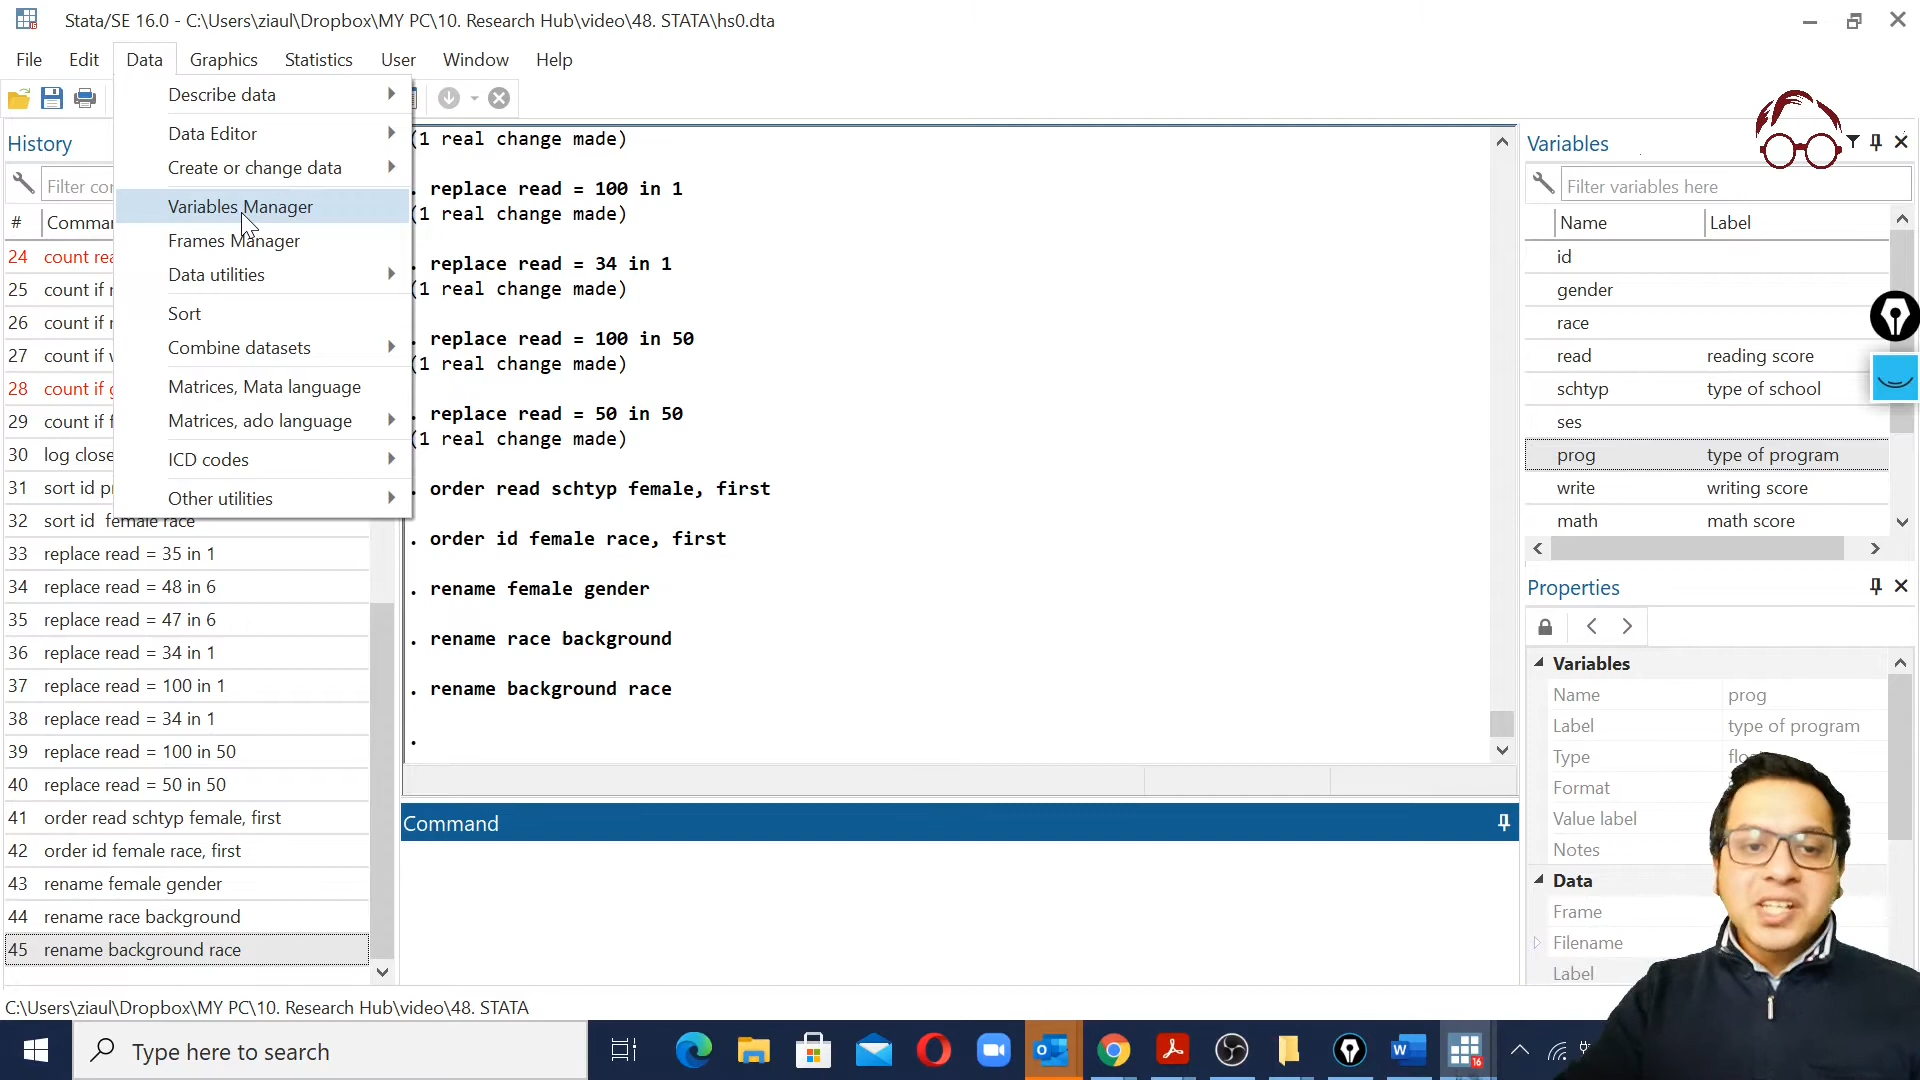 Stata/SE 16.0 - C:\Users\ziaul\Dropbox\MY PC\10. Research Hub\video\48. STATA\hs0.dta
File Edit Data Graphics Statistics User Window Help
Describe data
Data Editor
Create or change data
Variables Manager
Frames Manager
Data utilities
Sort
Combine datasets
Matrices, Mata language
Matrices, ado language
ICD codes
Other utilities
History
Filter
#
24 count
25 count if
26 count if
27 count if
28 count if
29 count if
30 log close
31 sort id
32 sort id female race
33 replace read = 35 in 1
34 replace read = 48 in 6
35 replace read = 47 in 6
36 replace read = 34 in 1
37 replace read = 100 in 1
38 replace read = 34 in 1
39 replace read = 100 in 50
40 replace read = 50 in 50
41 order read schtyp female, first
42 order id female race, first
43 rename female gender
44 rename race background
45 rename background race
(1 real change made)
. replace read = 100 in 1
(1 real change made)
. replace read = 34 in 1
(1 real change made)
. replace read = 100 in 50
(1 real change made)
. replace read = 50 in 50
(1 real change made)
. order read schtyp female, first
. order id female race, first
. rename female gender
. rename race background
. rename background race
.
Command
Variables
Filter variables here
Name Label
id
gender
race
read reading score
schtyp type of school
ses
prog type of program
write writing score
math math score
Properties
Variables
Name prog
Label type of program
Type
Format
Value label
Notes
Data
Frame
Filename
Label
C:\Users\ziaul\Dropbox\MY PC\10. Research Hub\video\48. STATA
Type here to search
16